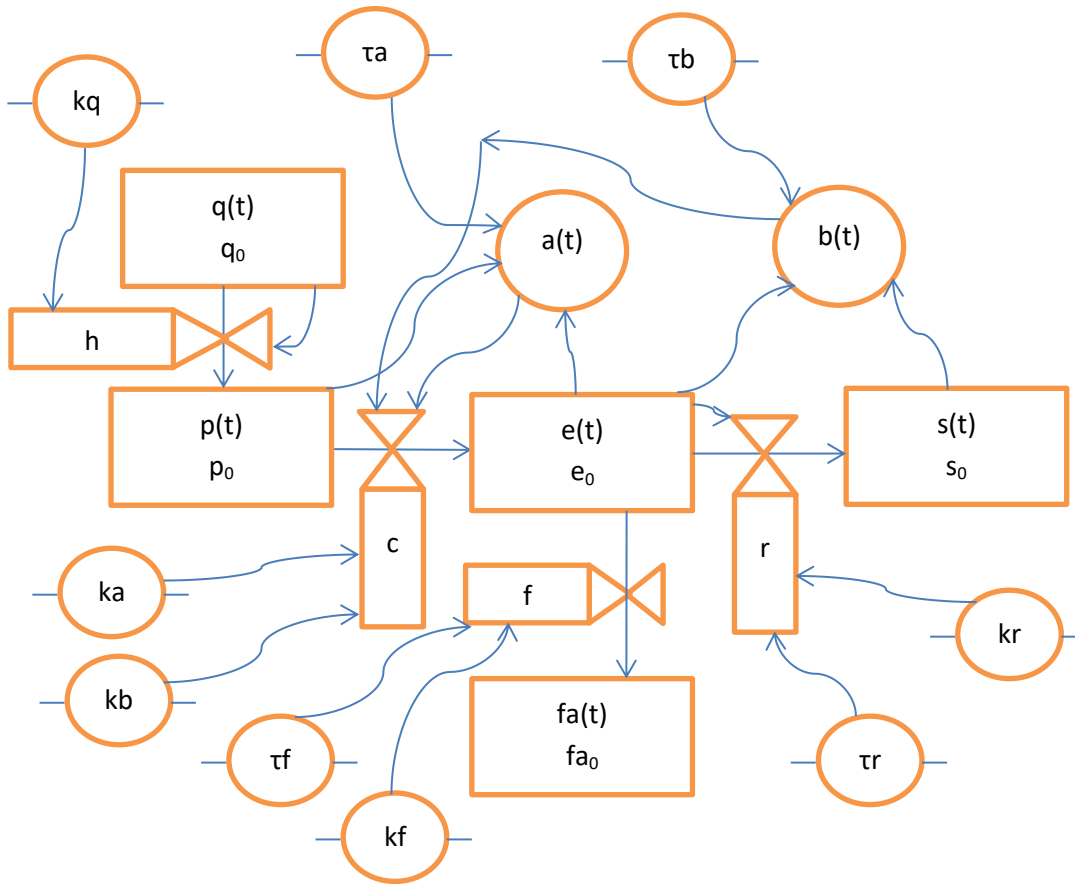 τa
τb
kq
q(t)
q₀
a(t)
b(t)
h
p(t)
p₀
e(t)
e₀
s(t)
s₀
c
r
ka
f
kr
kb
fa(t)
fa₀
τf
τr
kf